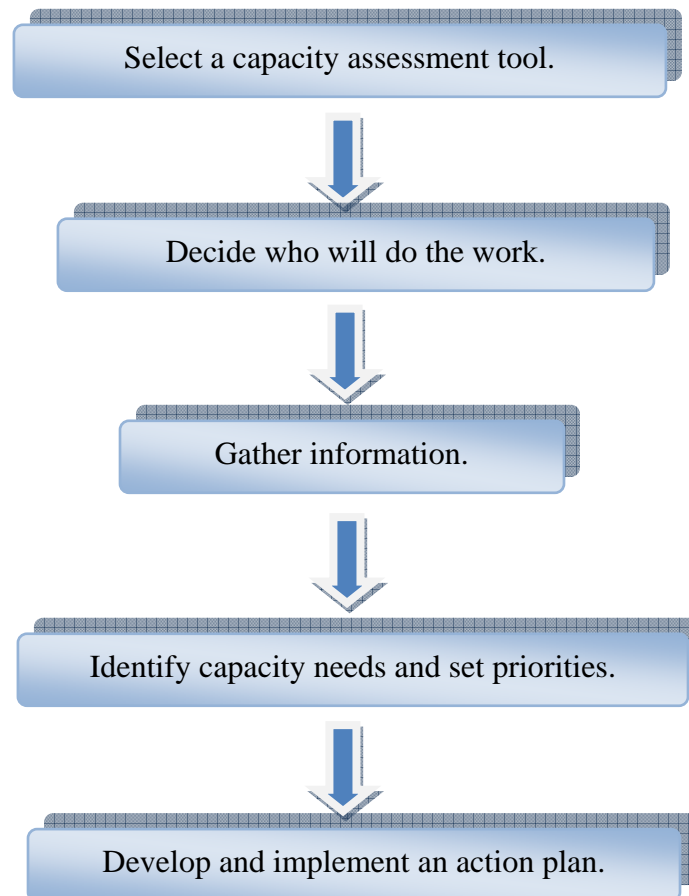 Select a capacity assessment tool.
Decide who will do the work.
Gather information.
Identify capacity needs and set priorities.
Develop and implement an action plan.